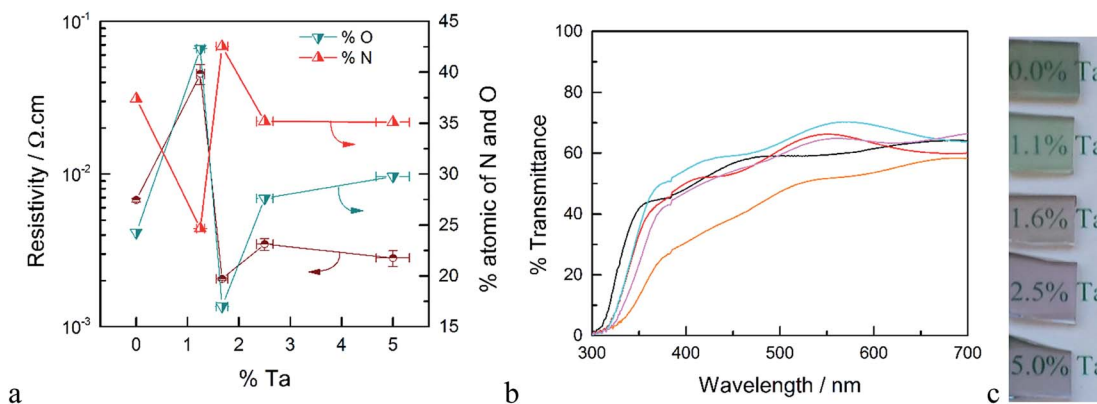 10⁻¹
10⁻²
10⁻³
Resistivity / Ω.cm
% O
% N
45
40
35
30
25
20
15
% atomic of N and O
0 1 2 3 4 5
% Ta
a
100
80
60
40
20
0
% Transmittance
300 400 500 600 700
Wavelength / nm
b
0.0% Ta
1.1% Ta
1.6% Ta
2.5% Ta
5.0% Ta
c